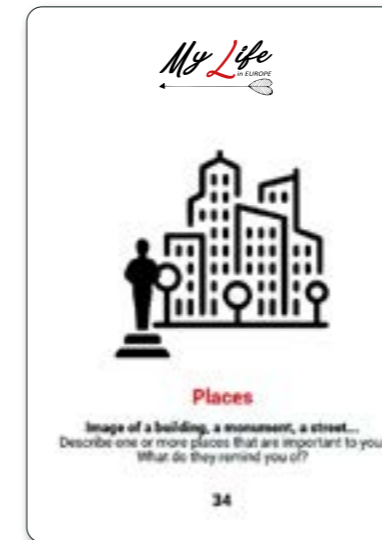 My Life
in EUROPE
Places
Image of a building, a monument, a street...
Describe one or more places that are important to you.
What do they remind you of?
34